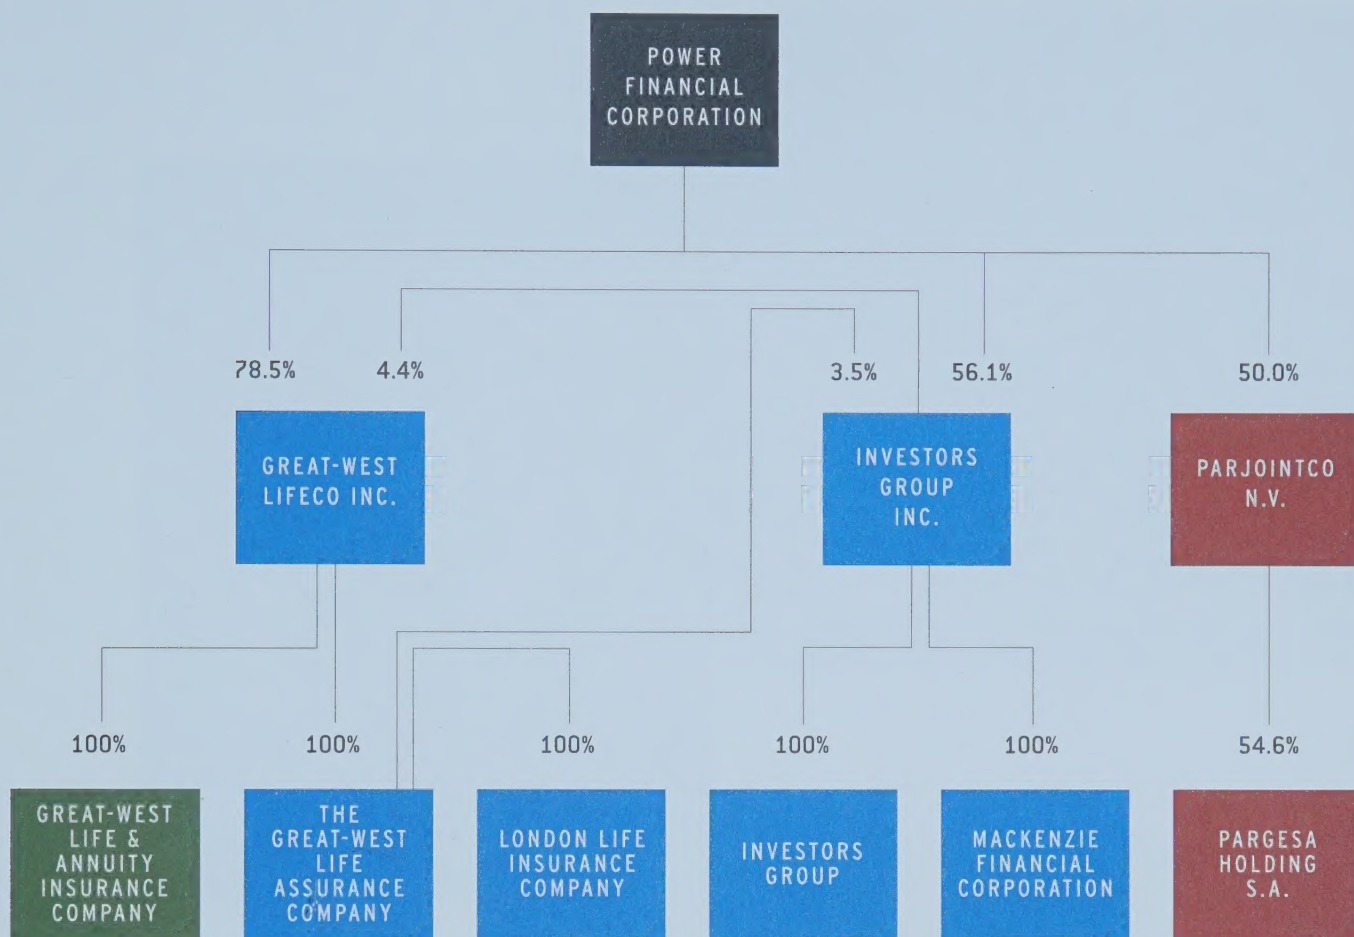 POWER
FINANCIAL
CORPORATION
78.5%
4.4%
3.5%
56.1%
50.0%
GREAT-WEST
LIFECO INC.
INVESTORS
GROUP
INC.
PARJOINTCO
N.V.
100%
100%
100%
100%
100%
54.6%
GREAT-WEST
LIFE &
ANNUITY
INSURANCE
COMPANY
THE
GREAT-WEST
LIFE
ASSURANCE
COMPANY
LONDON LIFE
INSURANCE
COMPANY
INVESTORS
GROUP
MACKENZIE
FINANCIAL
CORPORATION
PARGESA
HOLDING
S.A.